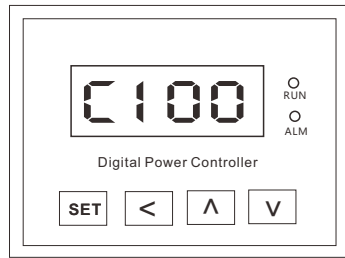 C100
RUN
ALM
Digital Power Controller
SET < ∧ ∨